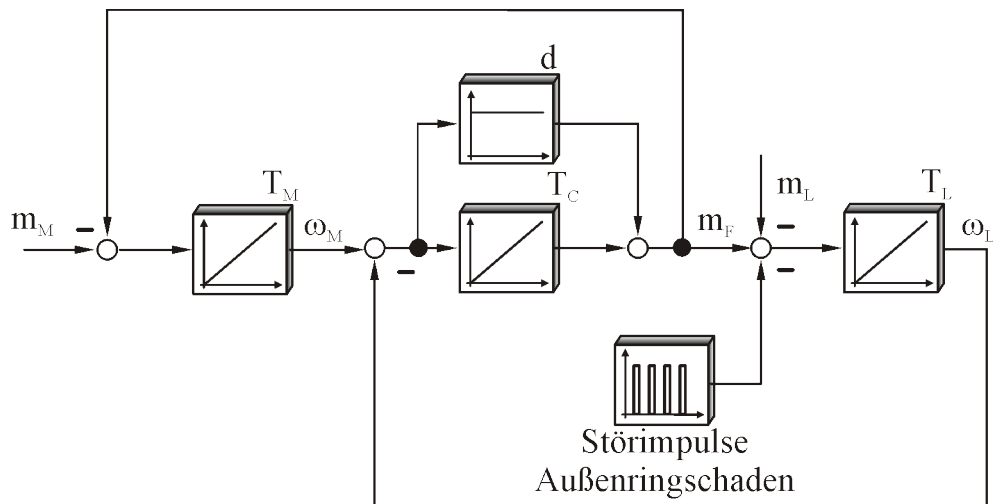 d
T_M
T_C
T_L
m_M
ω_M
m_F
m_L
ω_L
Störimpulse
Außenringschaden